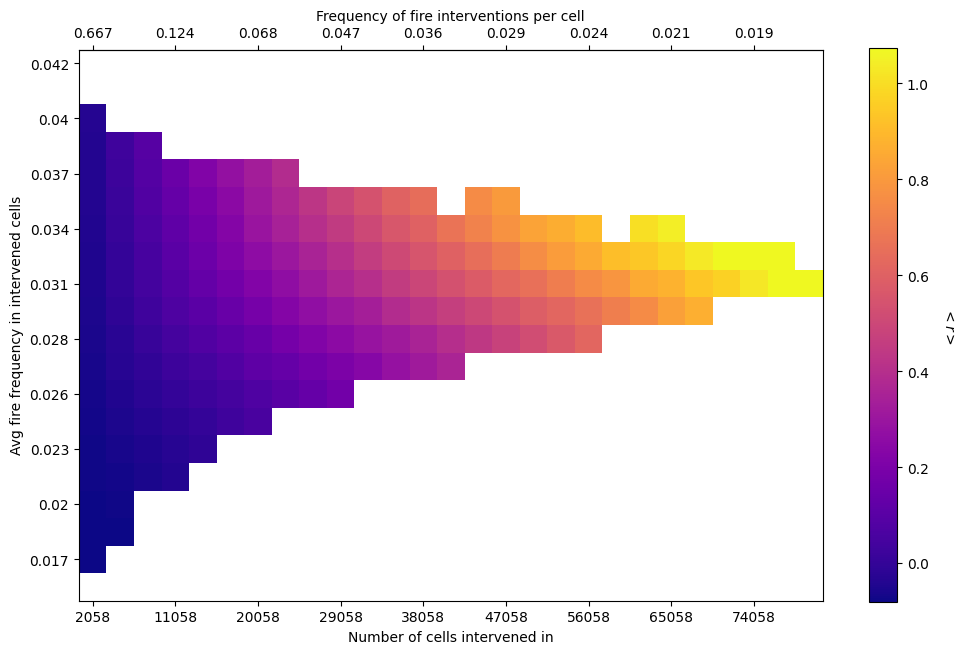 Frequency of fire interventions per cell
0.667 0.124 0.068 0.047 0.036 0.029 0.024 0.021 0.019
Avg fire frequency in intervened cells
0.042
0.04
0.037
0.034
0.031
0.028
0.026
0.023
0.02
0.017
2058 11058 20058 29058 38058 47058 56058 65058 74058
Number of cells intervened in
1.0
0.8
0.6
0.4
0.2
0.0
< r >